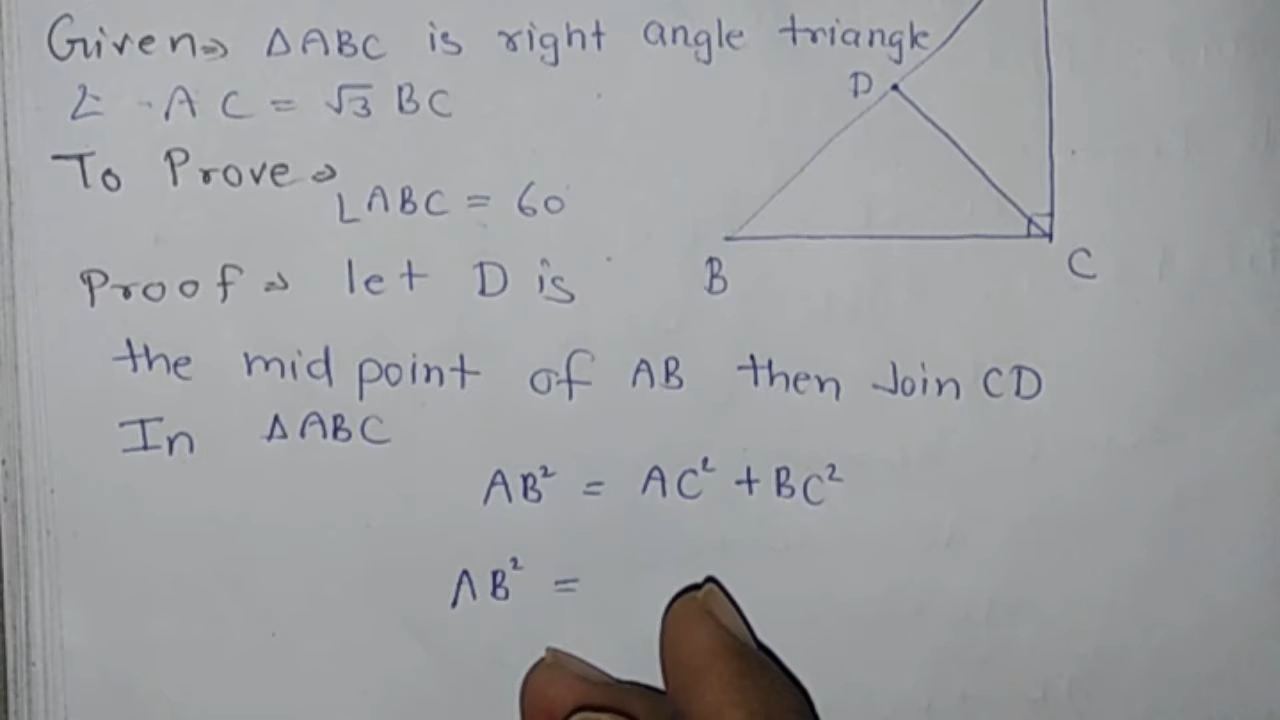 Given⇒ ΔABC is right angle triangle
& AC = √3 BC
To Prove⇒
∟ABC = 60°
Proof⇒ let D is
the mid point of AB then Join CD
In ΔABC
AB² = AC² + BC²
AB² =
D
B
C